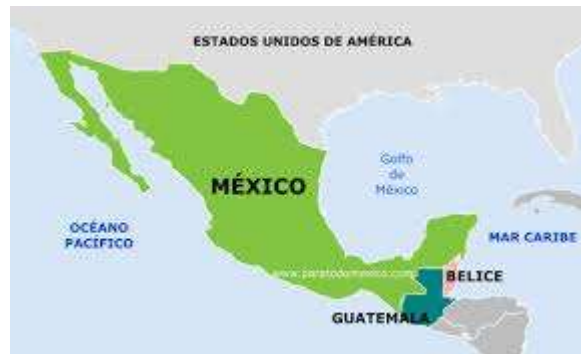 ESTADOS UNIDOS DE AMÉRICA
MÉXICO
Golfo
de
México
OCÉANO
PACÍFICO
MAR CARIBE
www.paratodomexico.com
BELICE
GUATEMALA